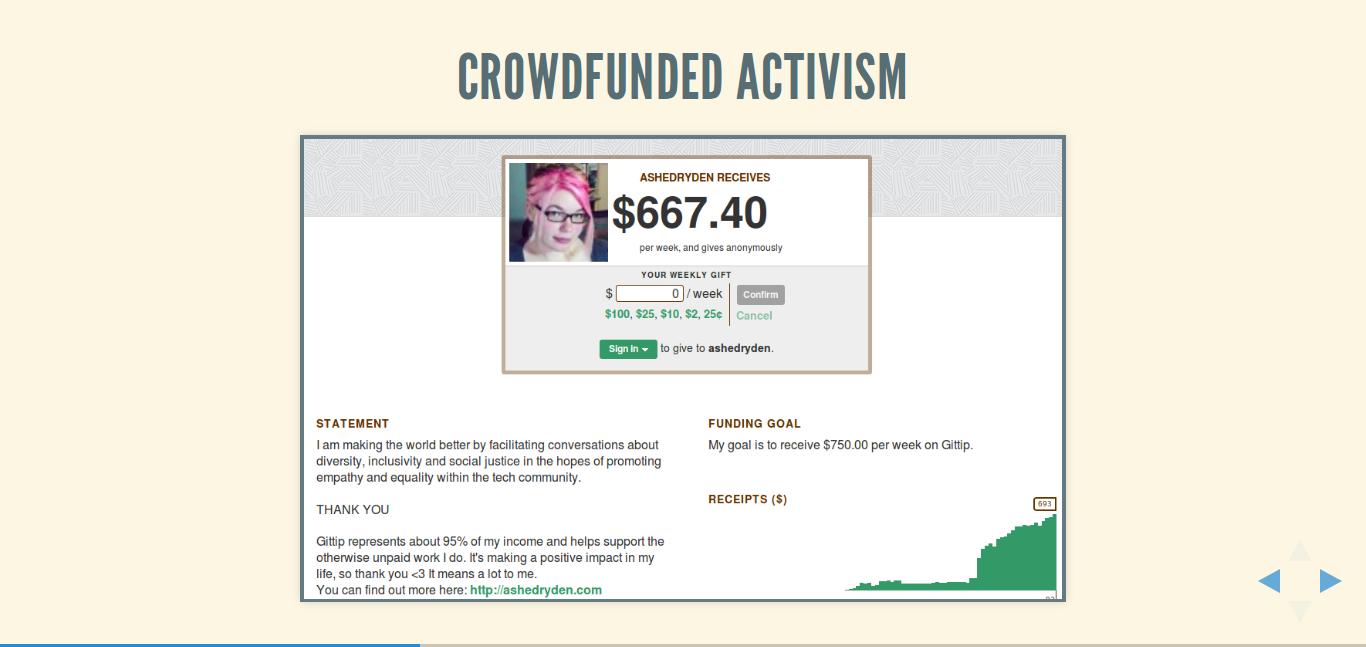 CROWDFUNDED ACTIVISM
ASHEDRYDEN RECEIVES
$667.40
per week, and gives anonymously
YOUR WEEKLY GIFT
$ 0 / week Confirm
$100, $25, $10, $2, 25¢ Cancel
Sign In to give to ashedryden.
STATEMENT
I am making the world better by facilitating conversations about
diversity, inclusivity and social justice in the hopes of promoting
empathy and equality within the tech community.
THANK YOU
Gittip represents about 95% of my income and helps support the
otherwise unpaid work I do. It's making a positive impact in my
life, so thank you <3 It means a lot to me.
You can find out more here: http://ashedryden.com
FUNDING GOAL
My goal is to receive $750.00 per week on Gittip.
RECEIPTS ($)
693